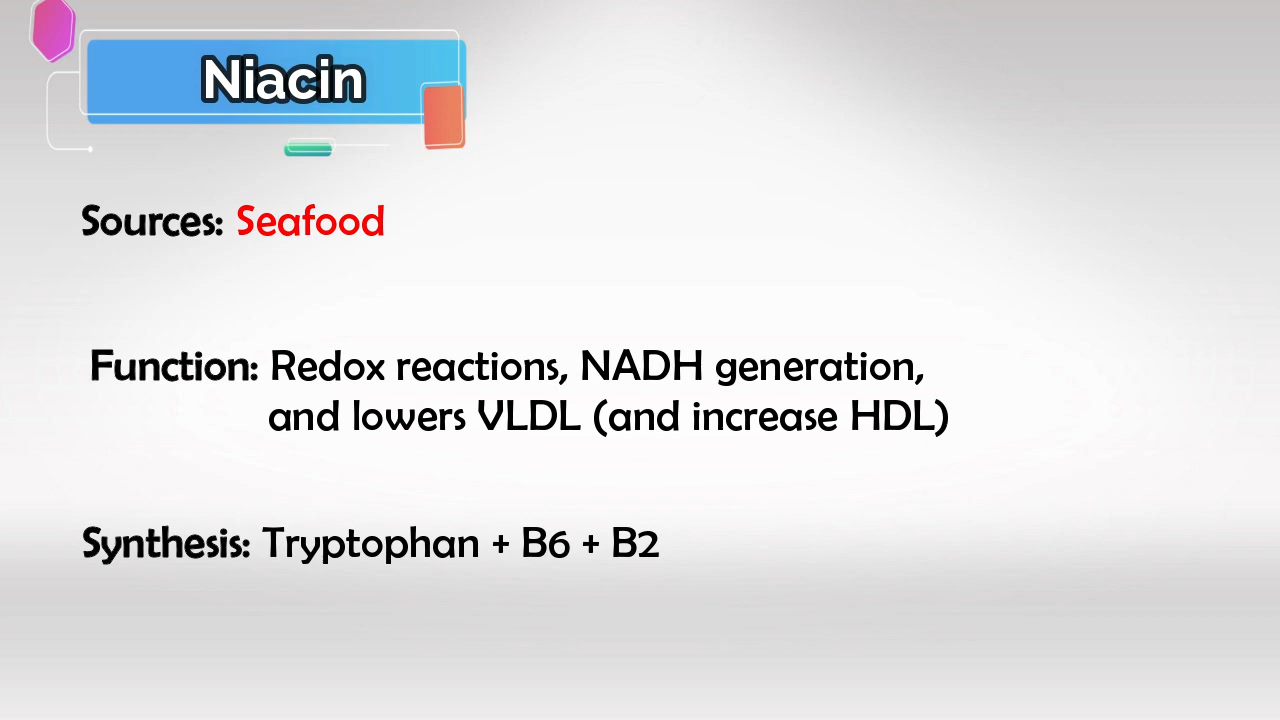 Niacin
Sources: Seafood
Function: Redox reactions, NADH generation,
and lowers VLDL (and increase HDL)
Synthesis: Tryptophan + B6 + B2